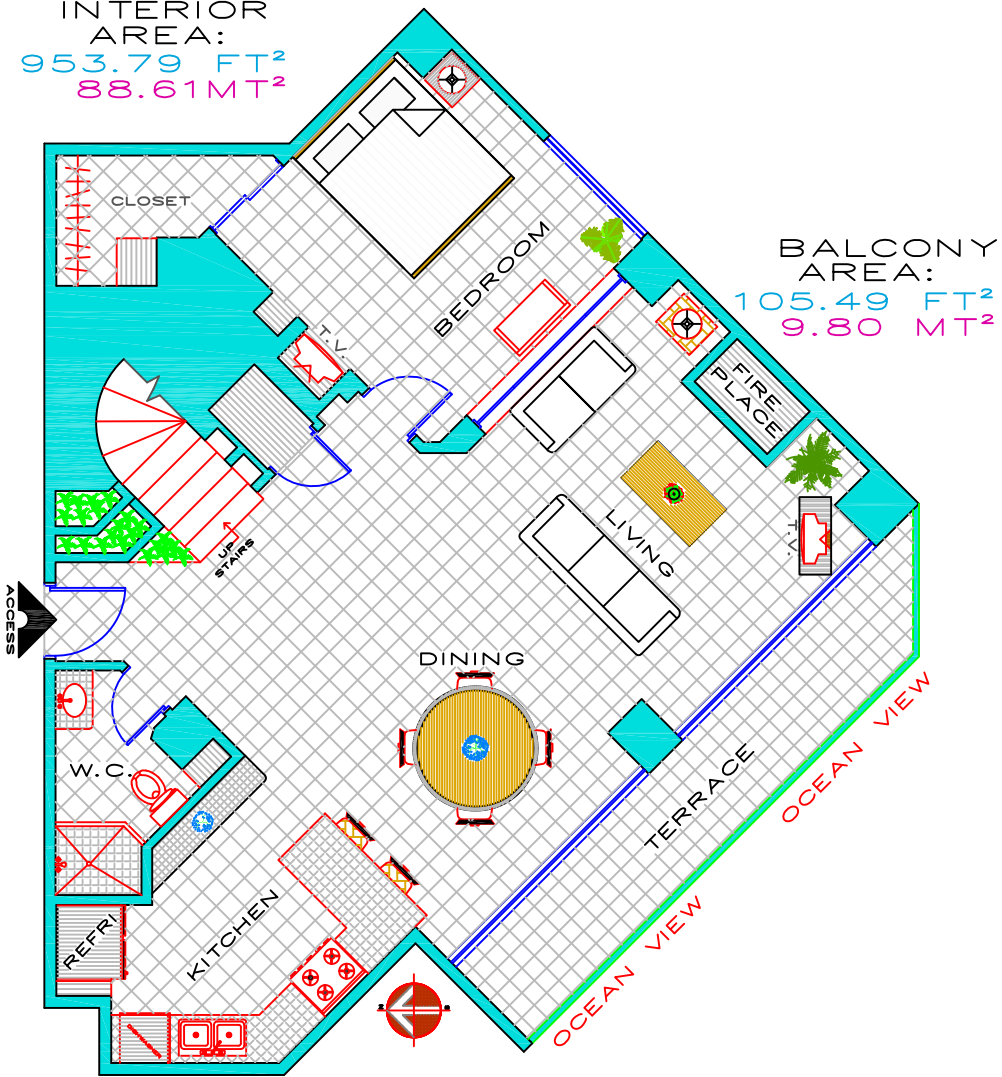 INTERIOR
AREA:
953.79 FT²
88.61MT²
CLOSET
BEDROOM
T.V.
BALCONY
AREA:
105.49 FT²
9.80 MT²
FIRE
PLACE
LIVING
T.V.
UP
STAIRS
ACCESS
DINING
W.C.
TERRACE
OCEAN VIEW
OCEAN VIEW
KITCHEN
REFRI